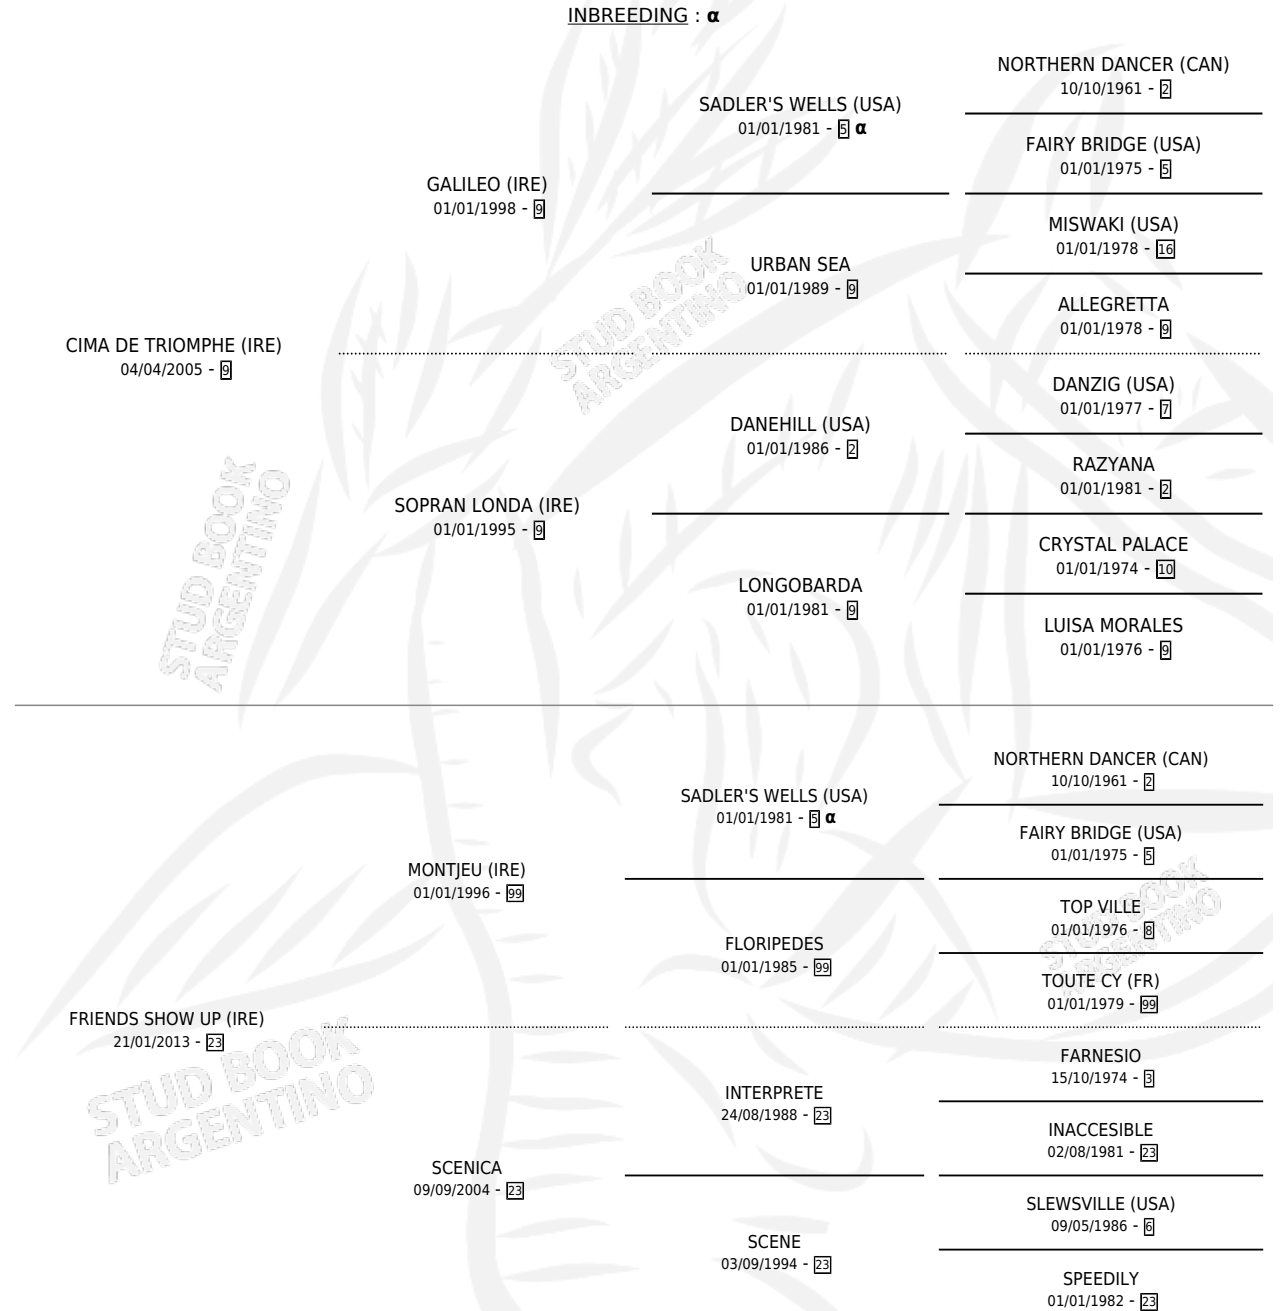 INBREEDING : α
NORTHERN DANCER (CAN)
10/10/1961 - 2
SADLER'S WELLS (USA)
01/01/1981 - 5 α
FAIRY BRIDGE (USA)
01/01/1975 - 5
GALILEO (IRE)
01/01/1998 - 9
MISWAKI (USA)
01/01/1978 - 16
URBAN SEA
01/01/1989 - 9
ALLEGRETTA
01/01/1978 - 9
CIMA DE TRIOMPHE (IRE)
04/04/2005 - 9
DANZIG (USA)
01/01/1977 - 7
DANEHILL (USA)
01/01/1986 - 2
RAZYANA
01/01/1981 - 2
SOPRAN LONDA (IRE)
01/01/1995 - 9
CRYSTAL PALACE
01/01/1974 - 10
LONGOBARDA
01/01/1981 - 9
LUISA MORALES
01/01/1976 - 9
NORTHERN DANCER (CAN)
10/10/1961 - 2
SADLER'S WELLS (USA)
01/01/1981 - 5 α
FAIRY BRIDGE (USA)
01/01/1975 - 5
MONTJEU (IRE)
01/01/1996 - 99
TOP VILLE
01/01/1976 - 8
FLORIPEDES
01/01/1985 - 99
TOUTE CY (FR)
01/01/1979 - 99
FRIENDS SHOW UP (IRE)
21/01/2013 - 23
FARNESIO
15/10/1974 - 3
INTERPRETE
24/08/1988 - 23
INACCESIBLE
02/08/1981 - 23
SCENICA
09/09/2004 - 23
SLEWSVILLE (USA)
09/05/1986 - 6
SCENE
03/09/1994 - 23
SPEEDILY
01/01/1982 - 23
STUD BOOK
ARGENTINO
STUD BOOK
ARGENTINO
STUD BOOK
ARGENTINO
STUD BOOK
ARGENTINO